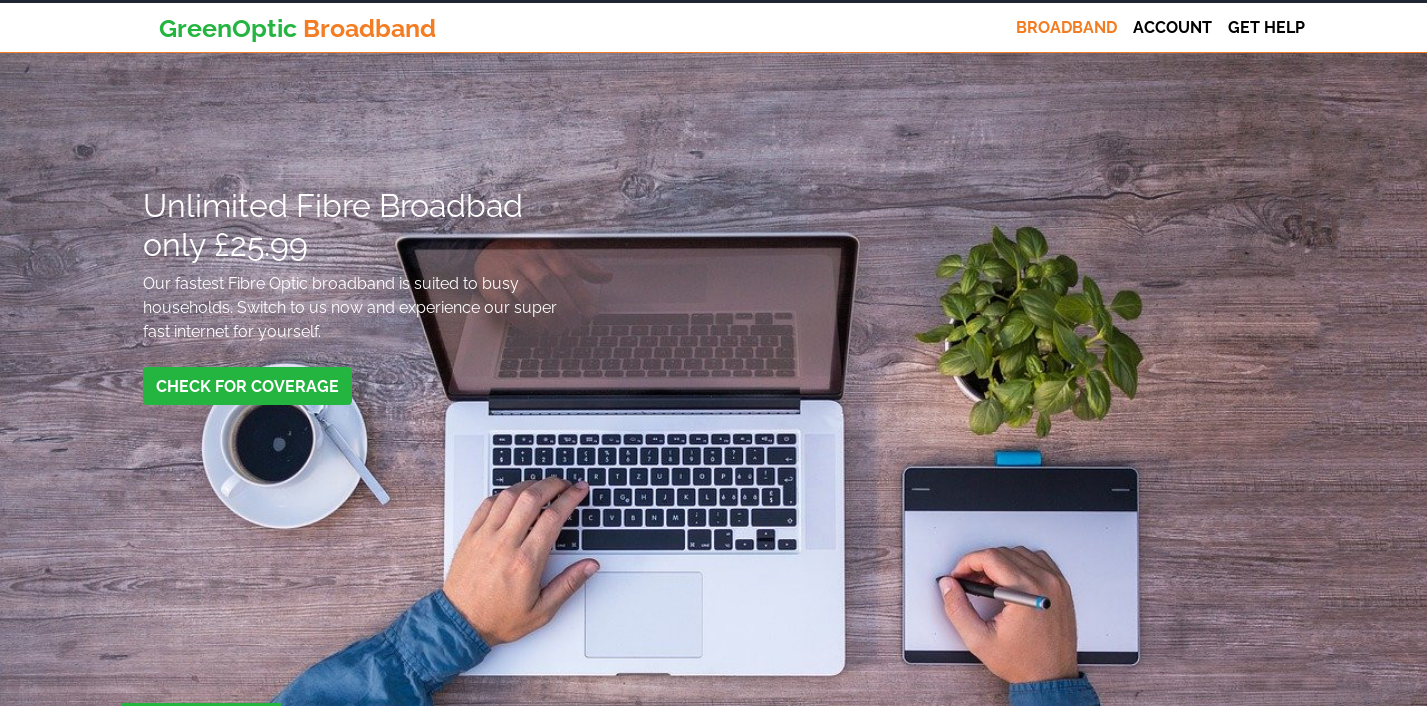 GreenOptic Broadband
BROADBAND ACCOUNT GET HELP
Unlimited Fibre Broadbad
only £25.99
Our fastest Fibre Optic broadband is suited to busy
households. Switch to us now and experience our super
fast internet for yourself.
CHECK FOR COVERAGE